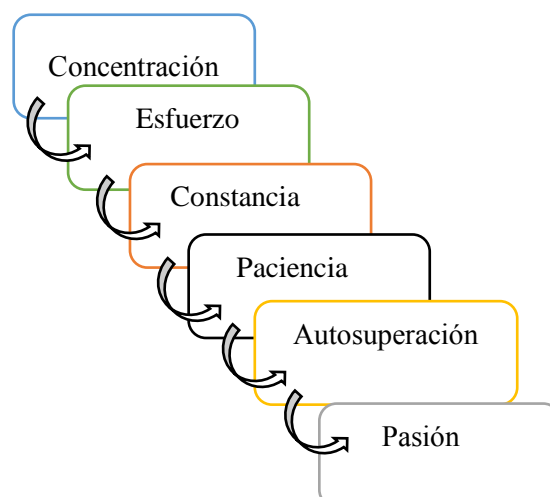 Concentración
Esfuerzo
Constancia
Paciencia
Autosuperación
Pasión